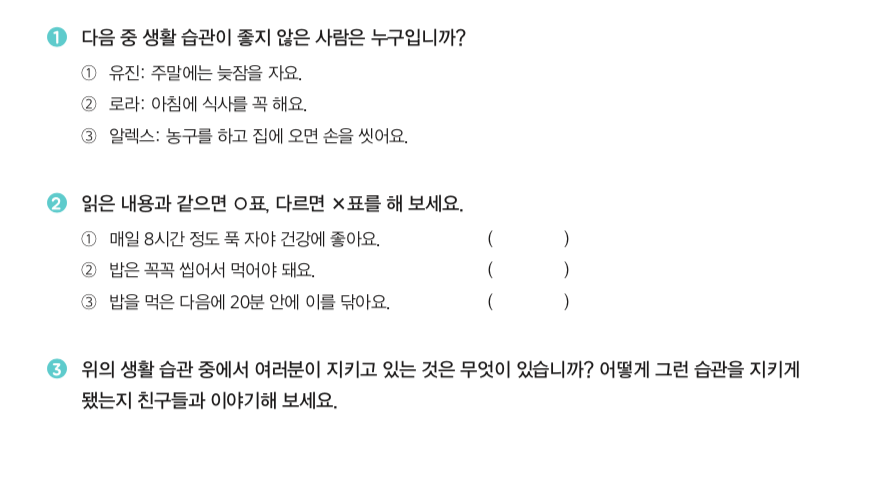 1 다음 중 생활 습관이 좋지 않은 사람은 누구입니까?
① 유진: 주말에는 늦잠을 자요.
② 로라: 아침에 식사를 꼭 해요.
③ 알렉스: 농구를 하고 집에 오면 손을 씻어요.
2 읽은 내용과 같으면 ○표, 다르면 ✕표를 해 보세요.
① 매일 8시간 정도 푹 자야 건강에 좋아요. ( )
② 밥은 꼭꼭 씹어서 먹어야 돼요. ( )
③ 밥을 먹은 다음에 20분 안에 이를 닦아요. ( )
3 위의 생활 습관 중에서 여러분이 지키고 있는 것은 무엇이 있습니까? 어떻게 그런 습관을 지키게
됐는지 친구들과 이야기해 보세요.